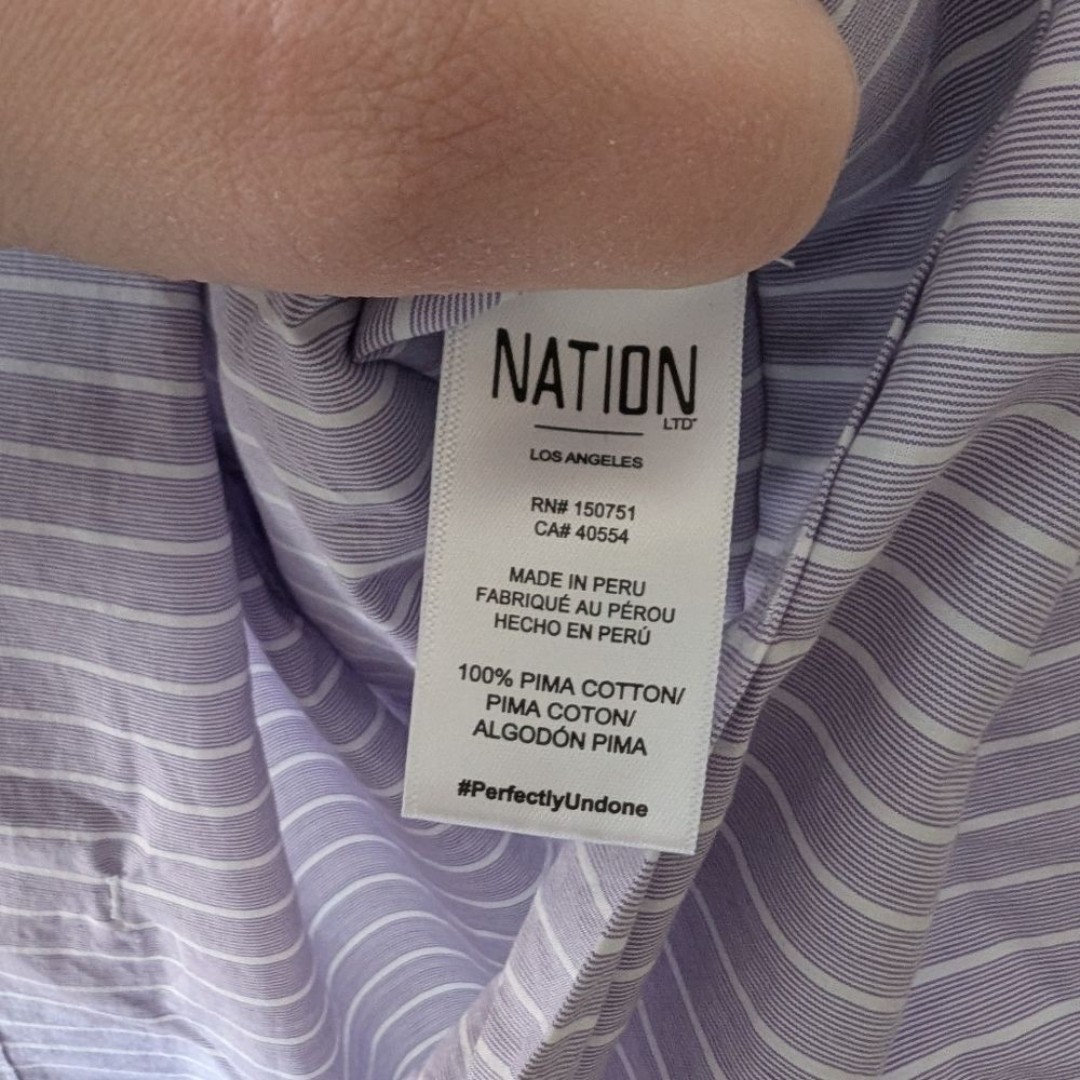 NATION
LTD™
LOS ANGELES
RN# 150751
CA# 40554
MADE IN PERU
FABRIQUÉ AU PÉROU
HECHO EN PERÚ
100% PIMA COTTON/
PIMA COTON/
ALGODÓN PIMA
#PerfectlyUndone